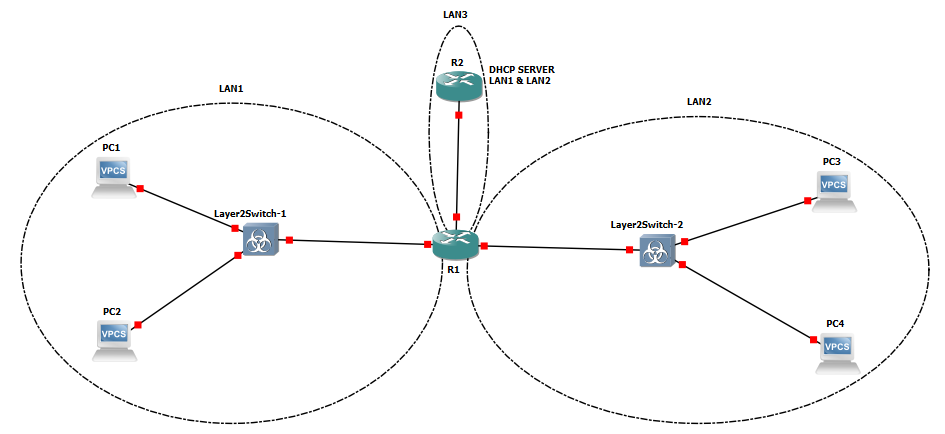 LAN3
R2
DHCP SERVER
LAN1 & LAN2
LAN1
LAN2
PC1
VPCS
PC3
VPCS
Layer2Switch-1
Layer2Switch-2
R1
PC2
VPCS
PC4
VPCS